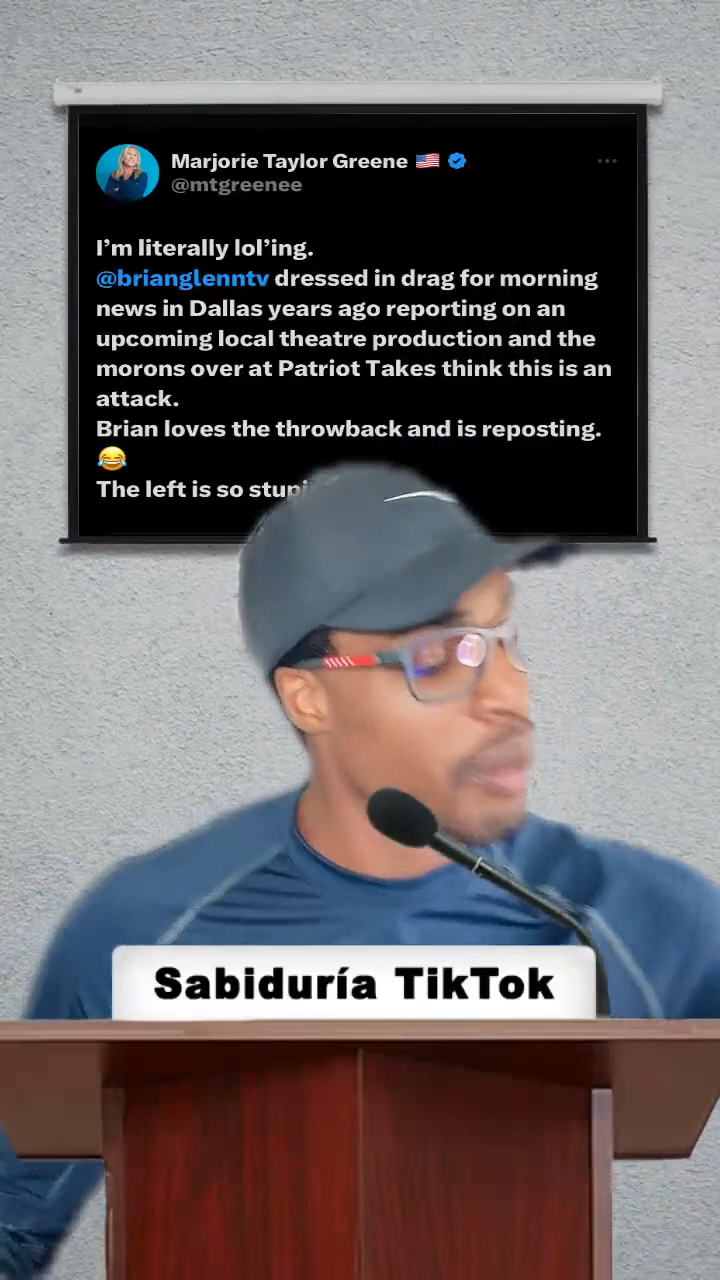 Marjorie Taylor Greene 🇺🇸
@mtgreenee
I'm literally lol'ing.
@brianglenntv dressed in drag for morning
news in Dallas years ago reporting on an
upcoming local theatre production and the
morons over at Patriot Takes think this is an
attack.
Brian loves the throwback and is reposting.
😂
The left is so
Sabiduría TikTok